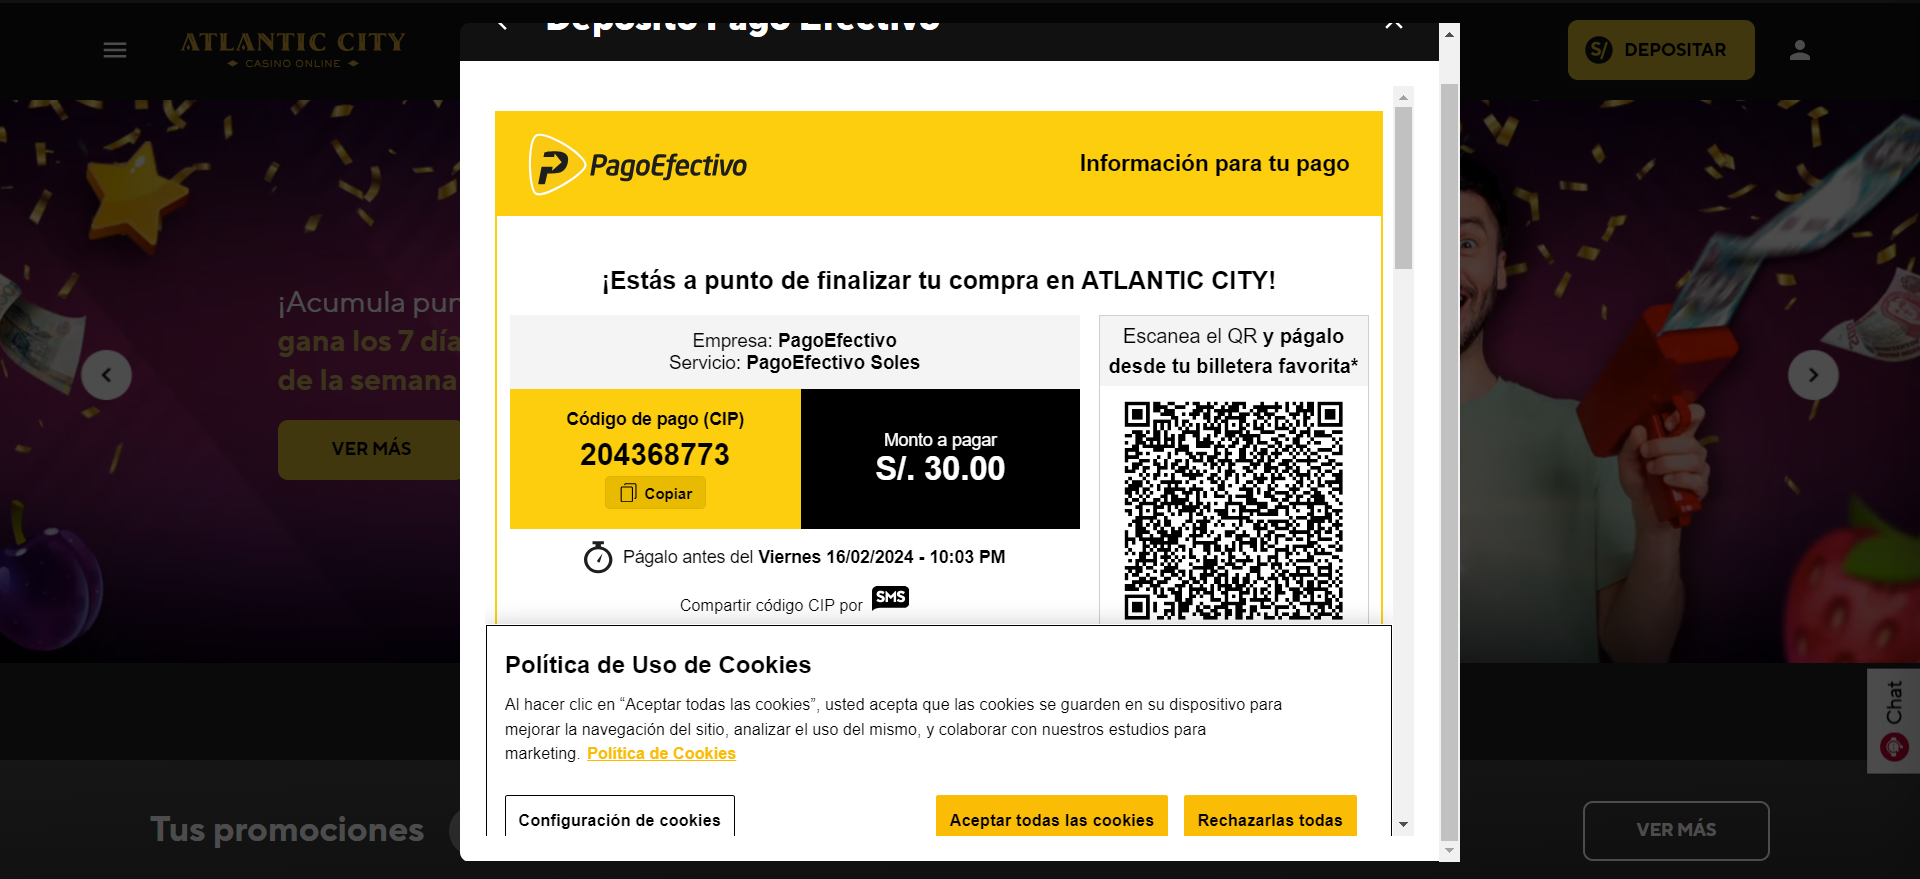 Depósito Pago Efectivo
ATLANTIC CITY
CASINO ONLINE
S/ DEPOSITAR
PagoEfectivo
Información para tu pago
¡Estás a punto de finalizar tu compra en ATLANTIC CITY!
Empresa: PagoEfectivo
Servicio: PagoEfectivo Soles
Código de pago (CIP)
204368773
Copiar
Monto a pagar
S/. 30.00
Escanea el QR y págalo
desde tu billetera favorita*
Págalo antes del Viernes 16/02/2024 - 10:03 PM
Compartir código CIP por SMS
¡Acumula pun
gana los 7 día
de la semana
VER MÁS
Política de Uso de Cookies
Al hacer clic en “Aceptar todas las cookies”, usted acepta que las cookies se guarden en su dispositivo para
mejorar la navegación del sitio, analizar el uso del mismo, y colaborar con nuestros estudios para
marketing. Política de Cookies
Configuración de cookies
Aceptar todas las cookies
Rechazarlas todas
Chat
Tus promociones
VER MÁS